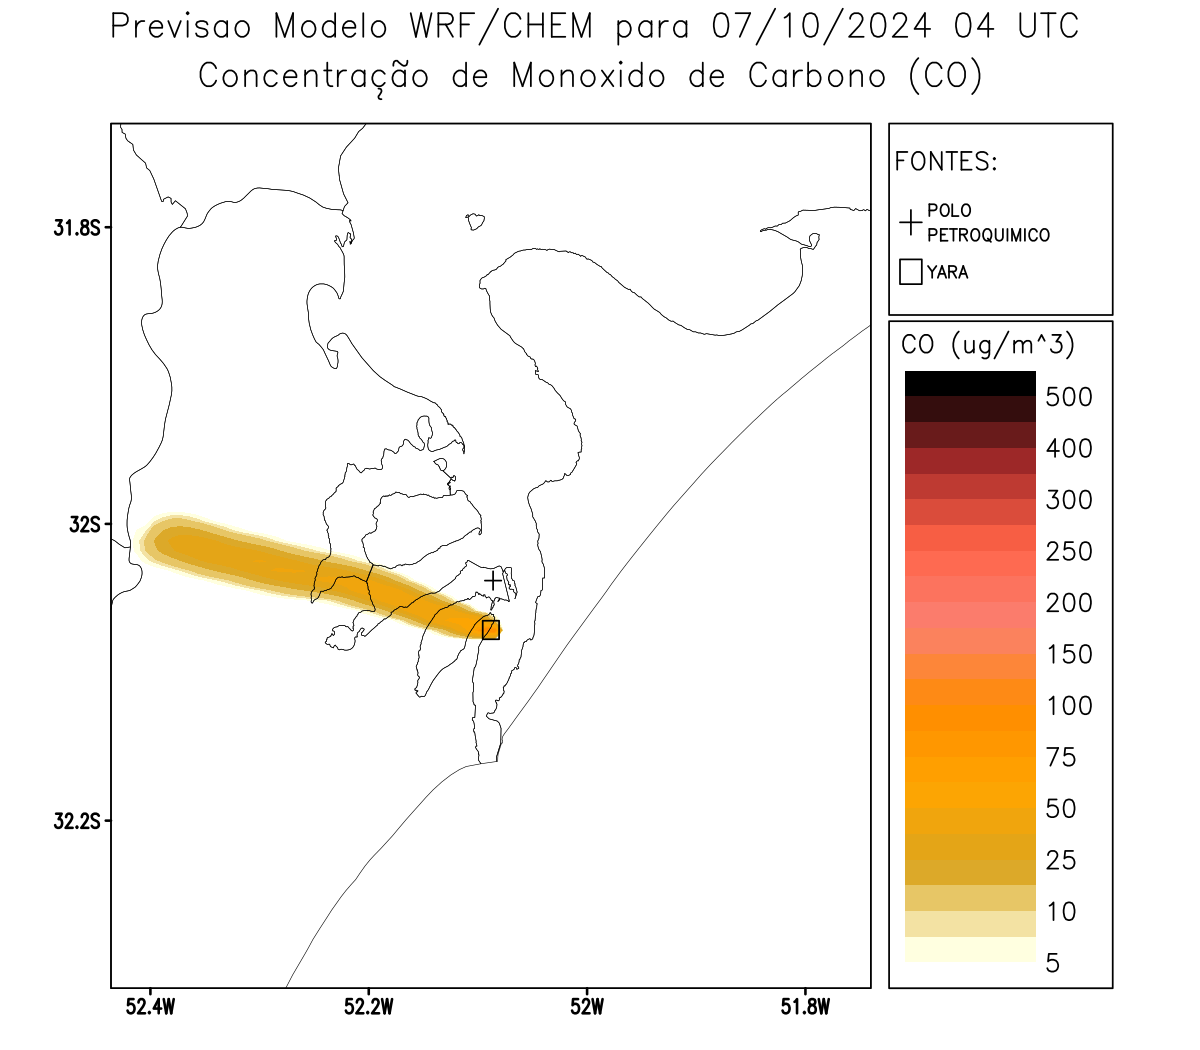 Previsao Modelo WRF/CHEM para 07/10/2024 04 UTC
Concentração de Monoxido de Carbono (CO)
FONTES:
POLO
PETROQUIMICO
YARA
CO (ug/m^3)
500
400
300
250
200
150
100
75
50
25
10
5
31.8S
32S
32.2S
52.4W
52.2W
52W
51.8W